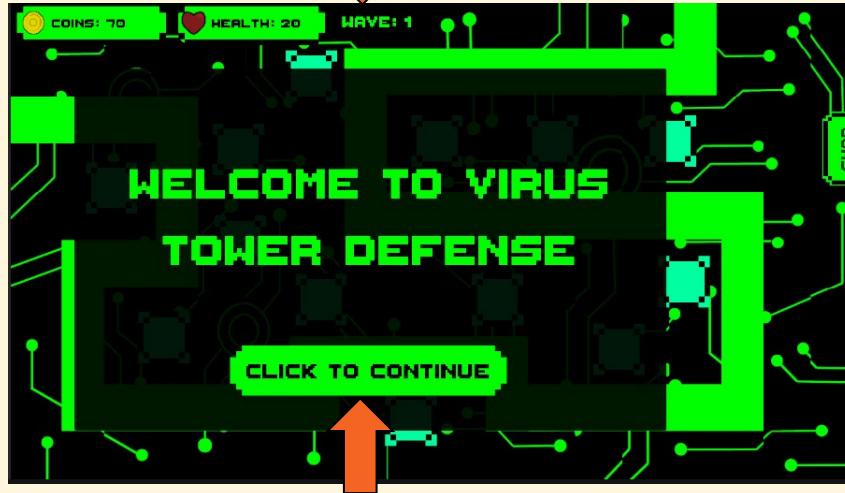 COINS: 70
HEALTH: 20
WAVE: 1
WELCOME TO VIRUS
TOWER DEFENSE
CLICK TO CONTINUE